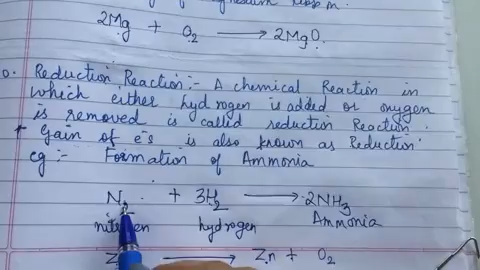 2Mg + O2 → 2MgO
Reduction Reaction:- A chemical Reaction in
which either hydrogen is added or oxygen
is removed is called reduction Reaction.
Gain of e's is also known as Reduction
eg:- Formation of Ammonia
N2 + 3H2 → 2NH3
nitrogen hydrogen Ammonia
→ Zn + O2